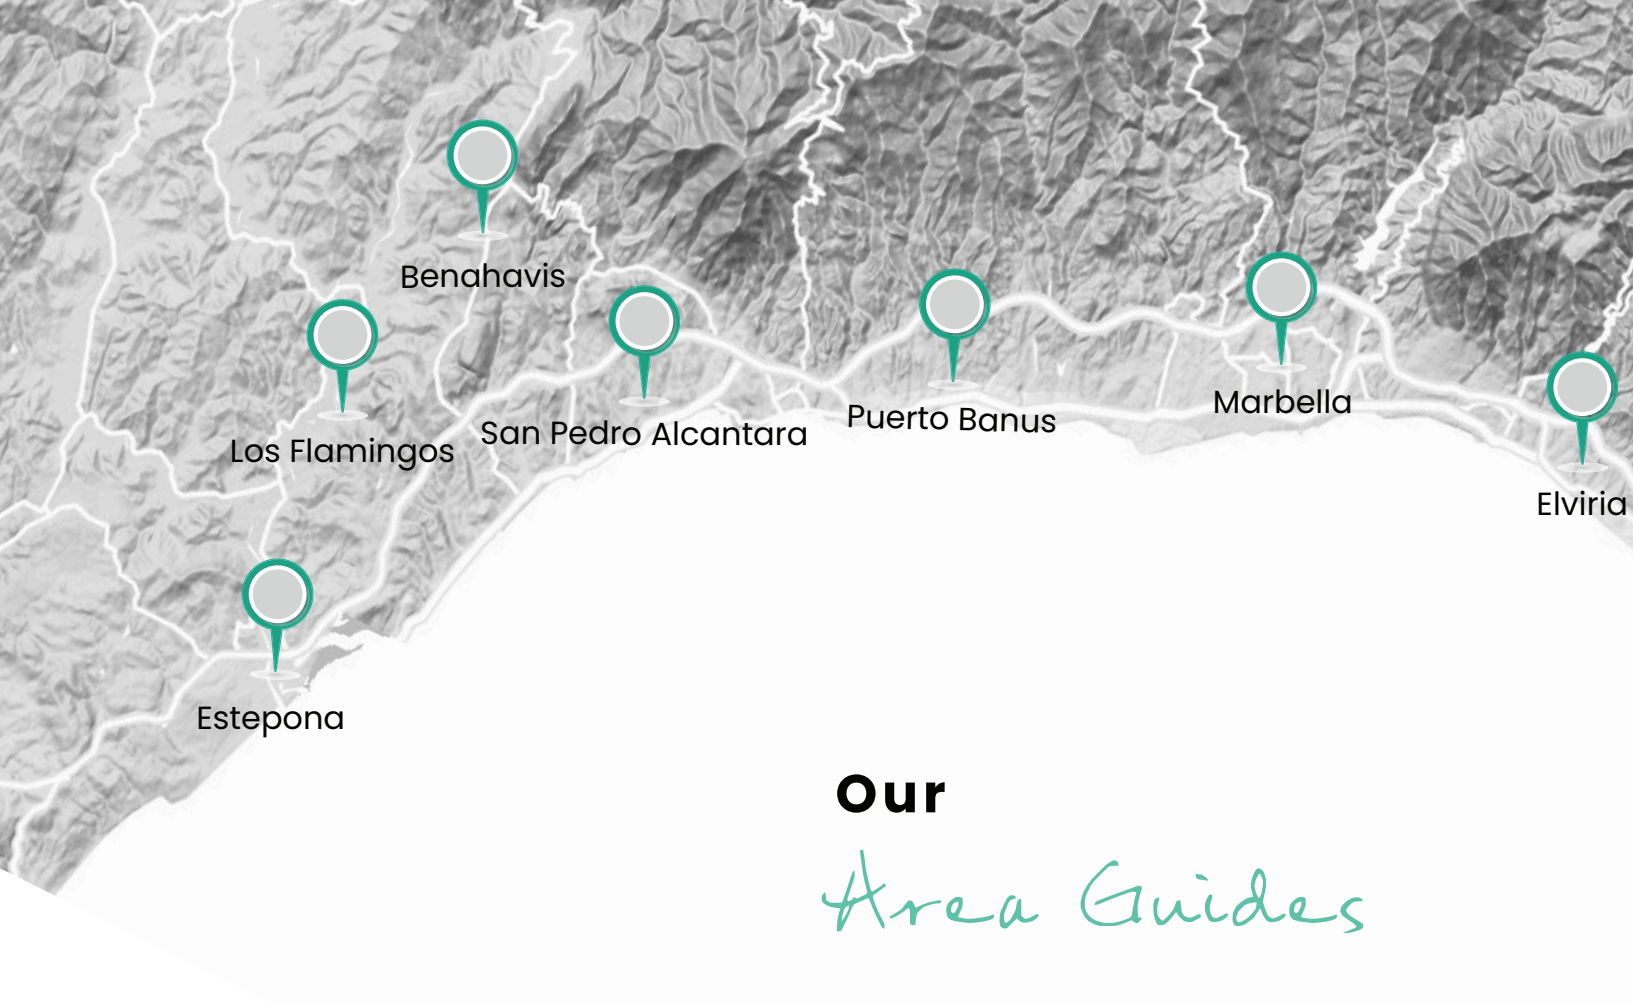 Benahavis
Los Flamingos
San Pedro Alcantara
Puerto Banus
Marbella
Elviria
Estepona
Our
Area Guides